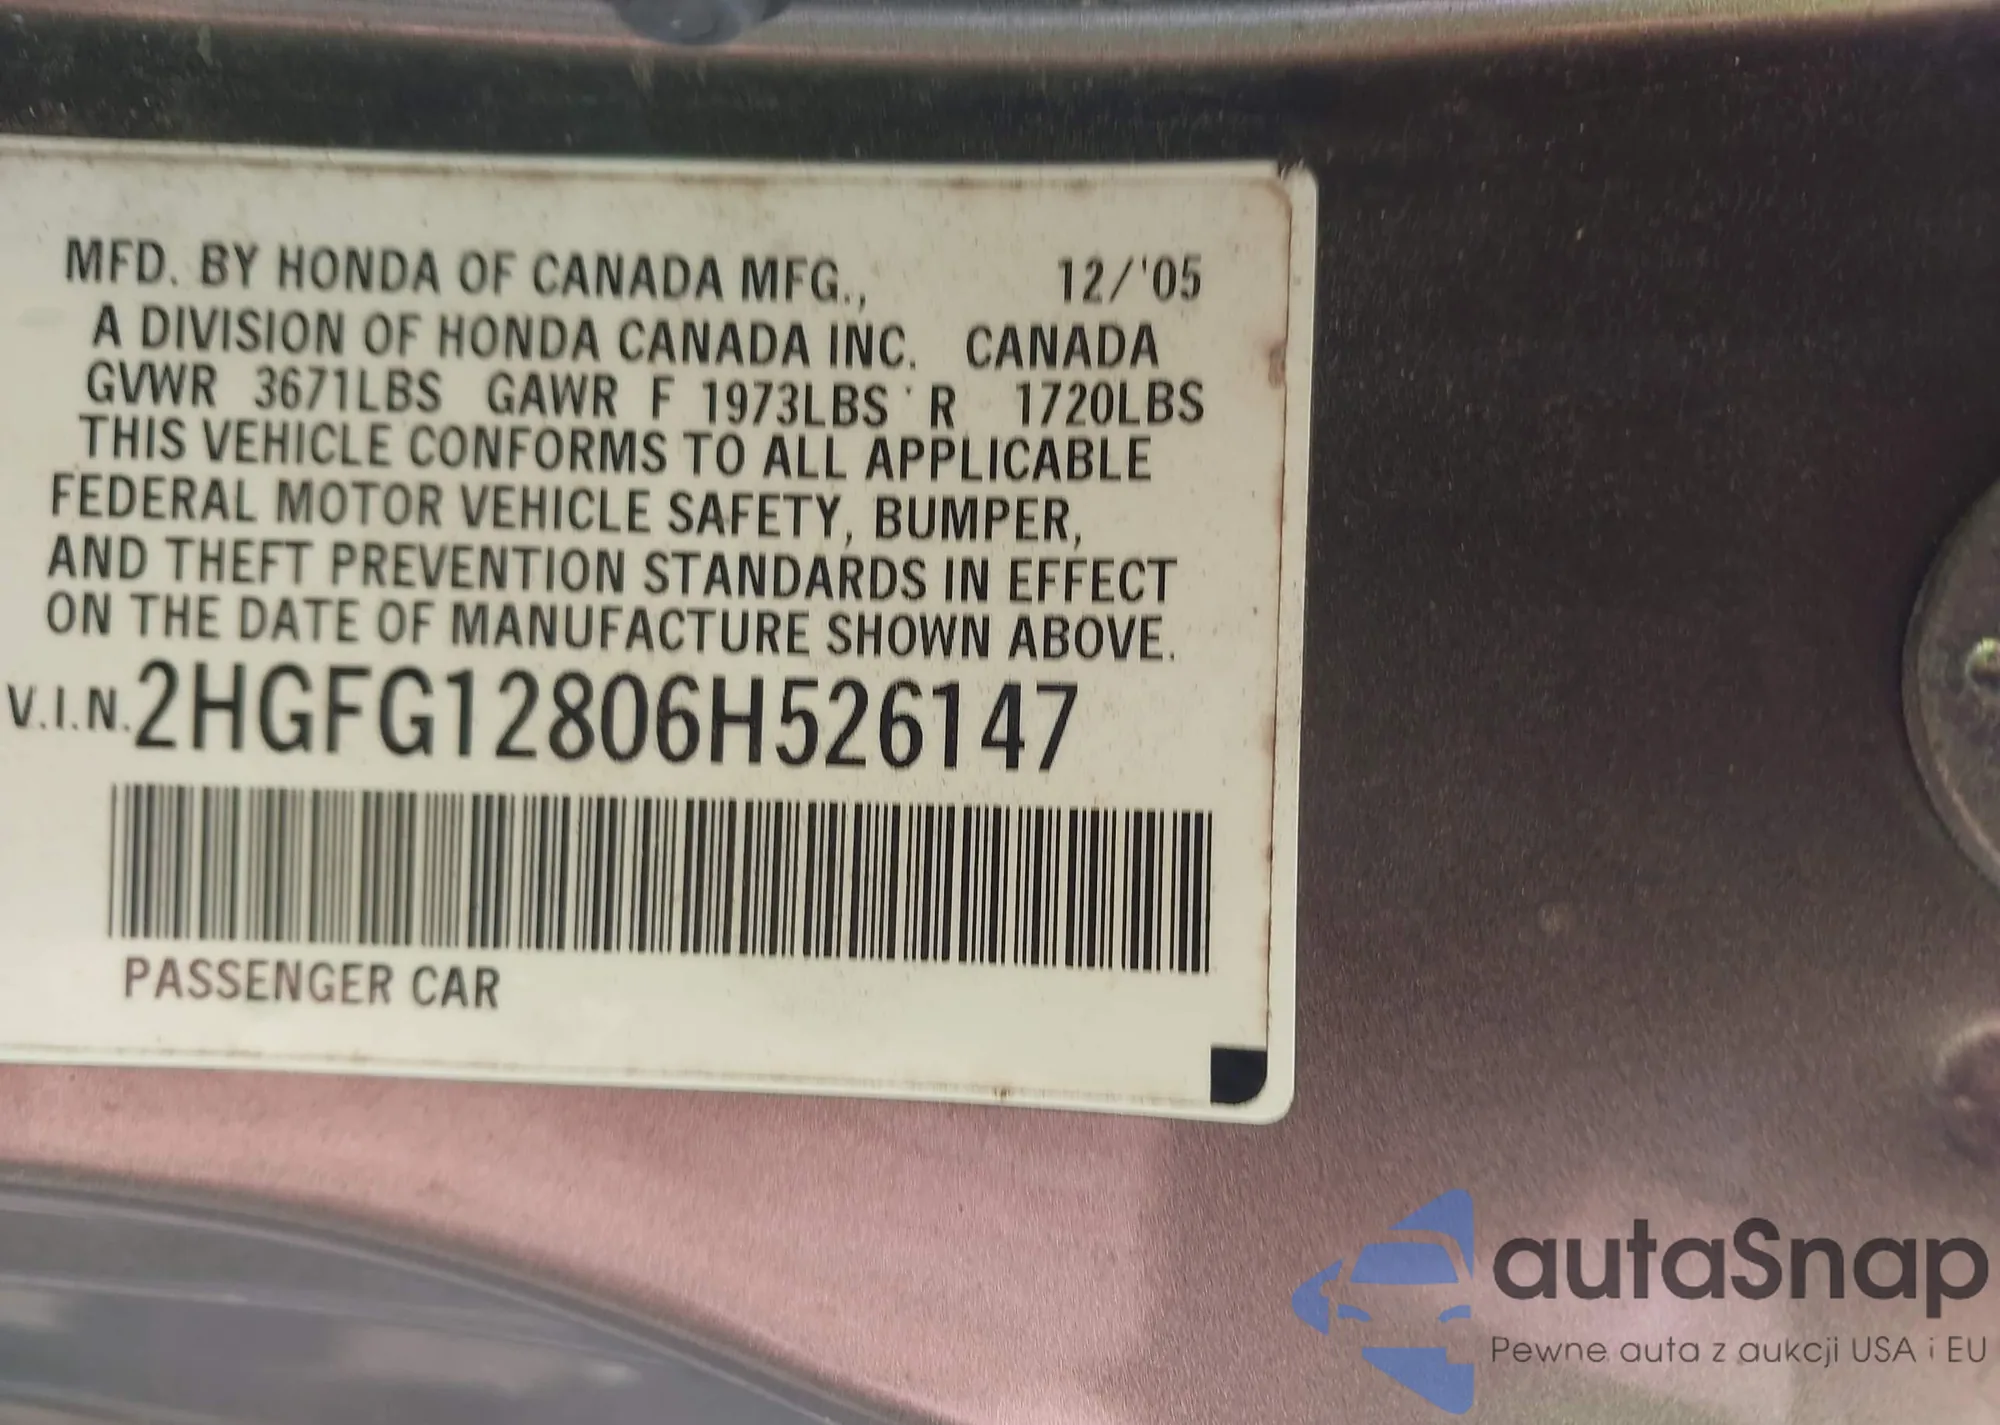 MFD. BY HONDA OF CANADA MFG., 12/'05
A DIVISION OF HONDA CANADA INC. CANADA
GVWR 3671LBS GAWR F 1973LBS R 1720LBS
THIS VEHICLE CONFORMS TO ALL APPLICABLE
FEDERAL MOTOR VEHICLE SAFETY, BUMPER,
AND THEFT PREVENTION STANDARDS IN EFFECT
ON THE DATE OF MANUFACTURE SHOWN ABOVE.
V.I.N. 2HGFG12806H526147
PASSENGER CAR
autaSnap
Pewne auta z aukcji USA i EU